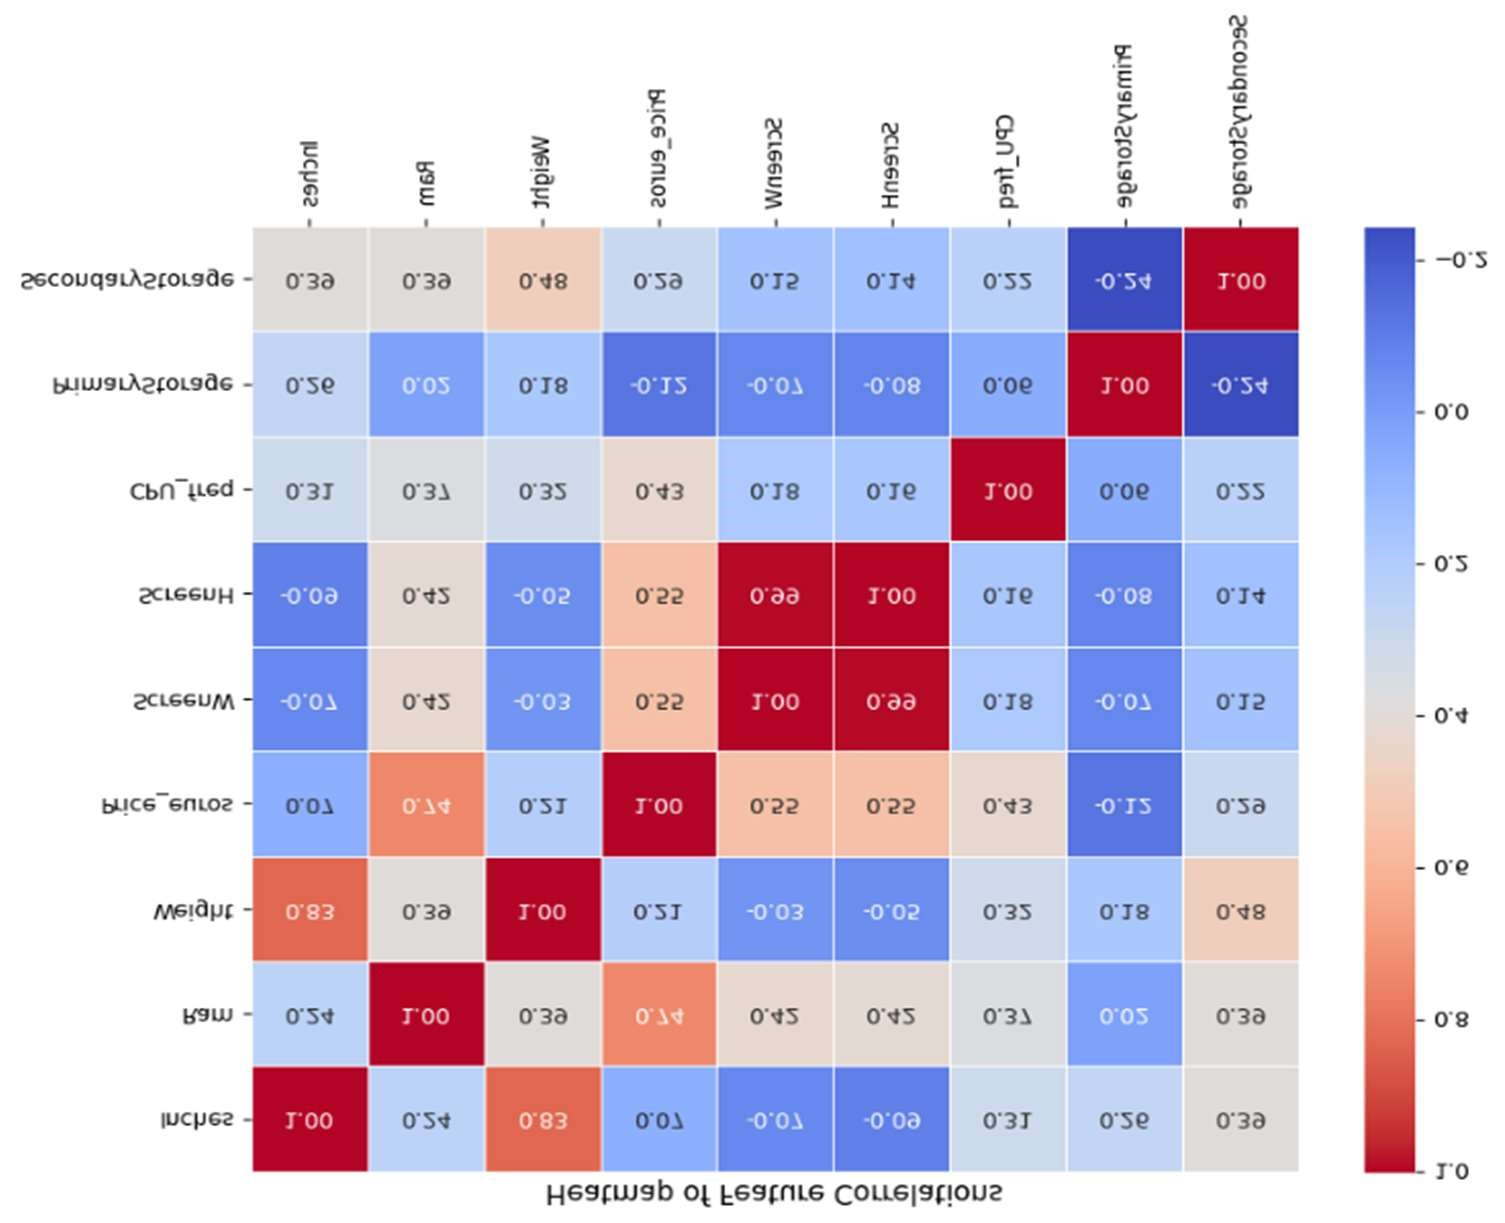 Heatmap of Feature Correlations
Inches 1.00 0.24 0.83 0.07 -0.07 -0.09 0.31 0.26 0.39
Ram 0.24 1.00 0.39 0.74 0.42 0.42 0.37 0.02 0.39
Weight 0.83 0.39 1.00 0.21 -0.03 -0.05 0.32 0.18 0.48
Price_euros 0.07 0.74 0.21 1.00 0.55 0.55 0.43 -0.12 0.29
ScreenW -0.07 0.42 -0.03 0.55 1.00 0.99 0.18 -0.07 0.15
ScreenH -0.09 0.42 -0.05 0.55 0.99 1.00 0.16 -0.08 0.14
CPU_freq 0.31 0.37 0.32 0.43 0.18 0.16 1.00 0.06 0.22
PrimaryStorage 0.26 0.02 0.18 -0.12 -0.07 -0.08 0.06 1.00 -0.24
SecondaryStorage 0.39 0.39 0.48 0.29 0.15 0.14 0.22 -0.24 1.00
Inches
Ram
Weight
Price_euros
ScreenW
ScreenH
CPU_freq
PrimaryStorage
SecondaryStorage
1.0
0.8
0.6
0.4
0.2
0.0
−0.2